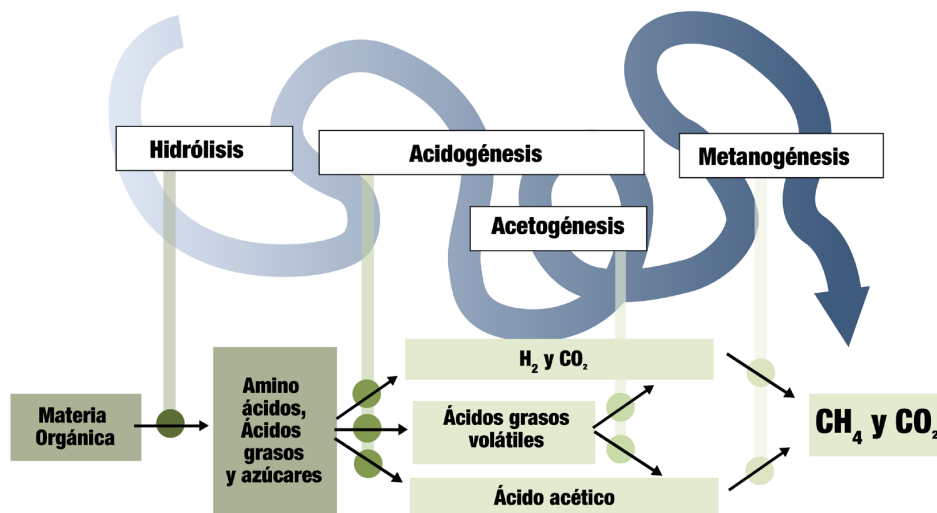 Hidrólisis
Acidogénesis
Metanogénesis
Acetogénesis
Materia
Orgánica
Amino
ácidos,
Ácidos
grasos
y azúcares
H₂ y CO₂
Ácidos grasos
volátiles
Ácido acético
CH₄ y CO₂